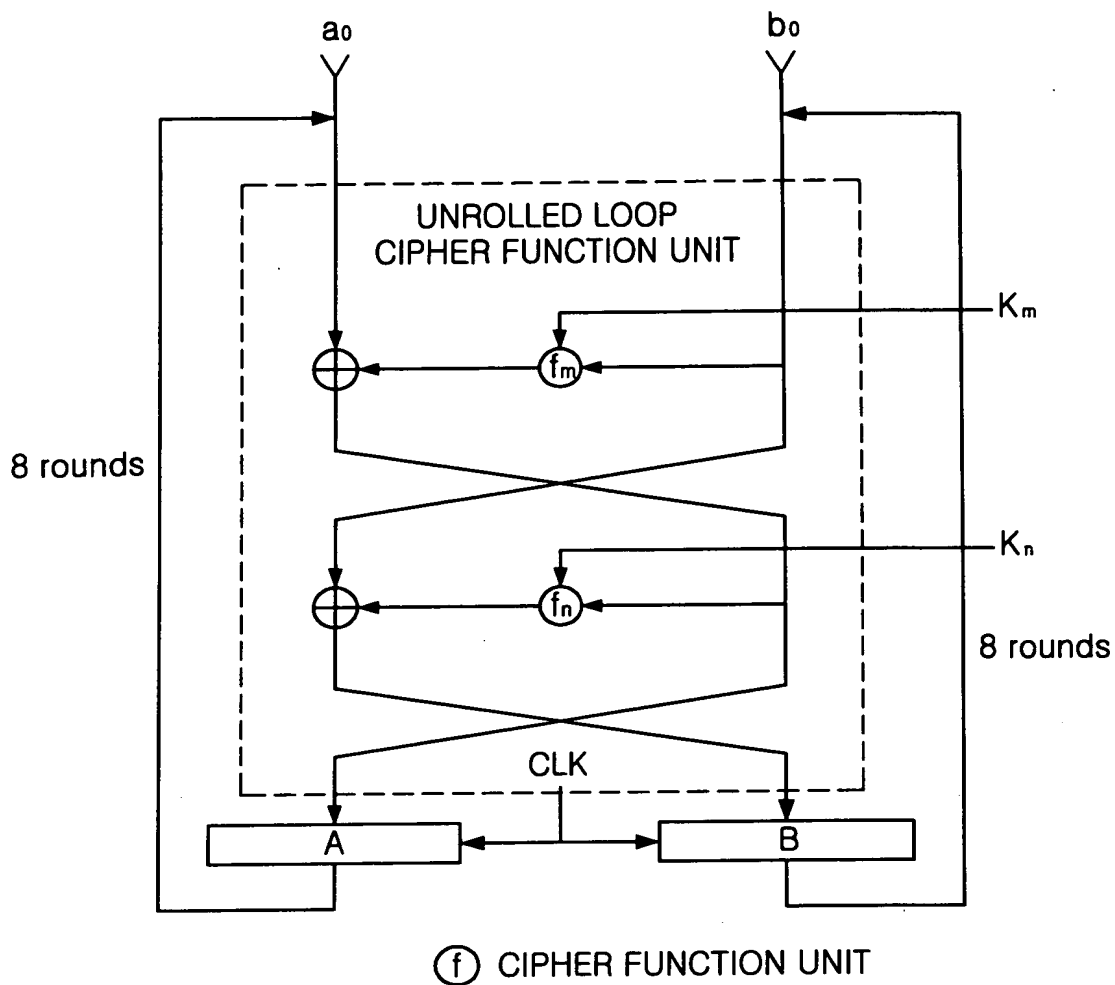 a0
b0
UNROLLED LOOP
CIPHER FUNCTION UNIT
Km
fm
8 rounds
Kn
fn
8 rounds
CLK
A
B
f CIPHER FUNCTION UNIT